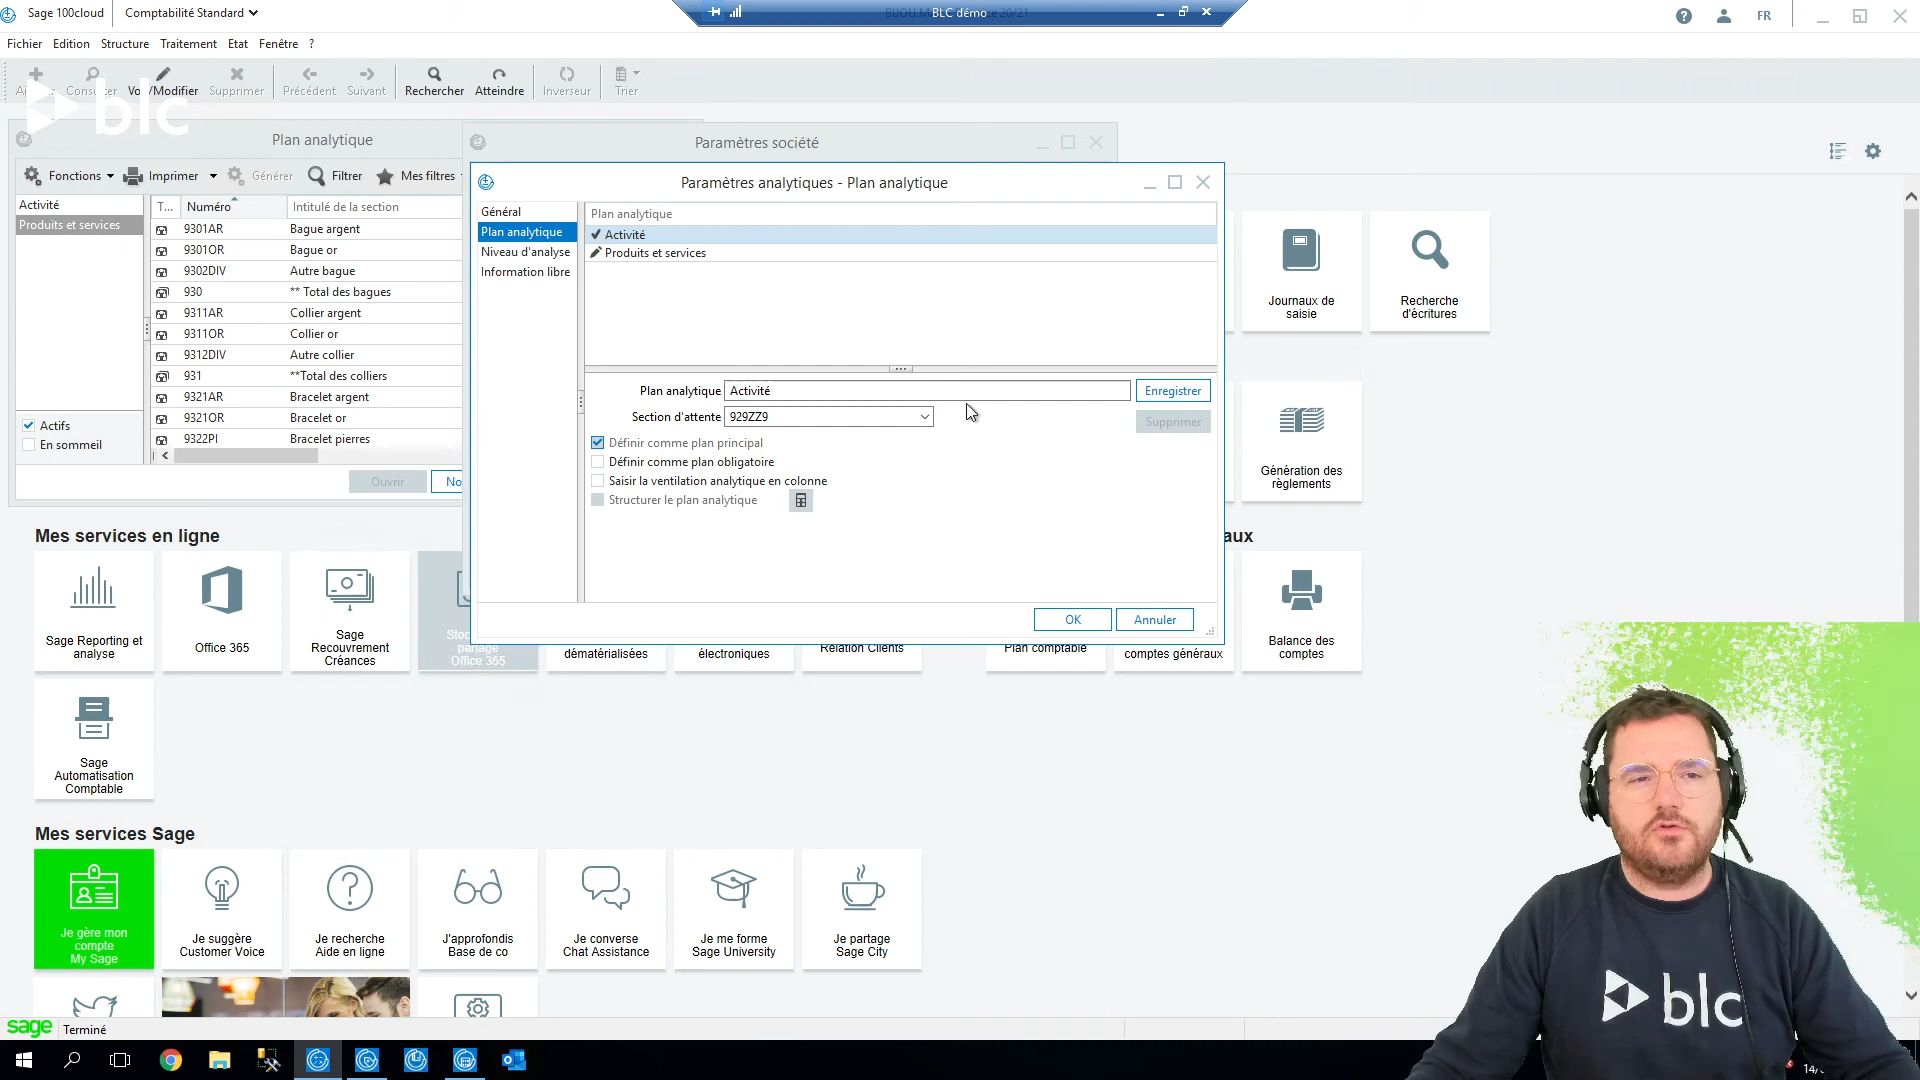 Sage 100cloud
Comptabilité Standard
BLC démo
FR
Fichier Edition Structure Traitement Etat Fenêtre ?
Voir/Modifier Supprimer Précédent Suivant Rechercher Atteindre Inverseur Trier
blc
Plan analytique
Fonctions Imprimer Générer Filtrer Mes filtres
Activité
Produits et services
T... Numéro Intitulé de la section
9301AR Bague argent
9301OR Bague or
9302DIV Autre bague
930 ** Total des bagues
9311AR Collier argent
9311OR Collier or
9312DIV Autre collier
931 **Total des colliers
9321AR Bracelet argent
9321OR Bracelet or
9322PI Bracelet pierres
Actifs
En sommeil
Ouvrir No
Paramètres société
Paramètres analytiques - Plan analytique
Général
Plan analytique
Niveau d'analyse
Information libre
Plan analytique
Activité
Produits et services
Plan analytique Activité Enregistrer
Section d'attente 929ZZ9 Supprimer
Définir comme plan principal
Définir comme plan obligatoire
Saisir la ventilation analytique en colonne
Structurer le plan analytique
OK Annuler
Journaux de
saisie
Recherche
d'écritures
Génération des
règlements
aux
Mes services en ligne
Sage Reporting et
analyse
Office 365
Sage
Recouvrement
Créances
partage
Office 365
dématérialisées
électroniques
Relation Clients
Plan comptable
comptes généraux
Balance des
comptes
Sage
Automatisation
Comptable
Mes services Sage
Je gère mon
compte
My Sage
Je suggère
Customer Voice
Je recherche
Aide en ligne
J'approfondis
Base de co
Je converse
Chat Assistance
Je me forme
Sage University
Je partage
Sage City
sage Terminé
blc
14/